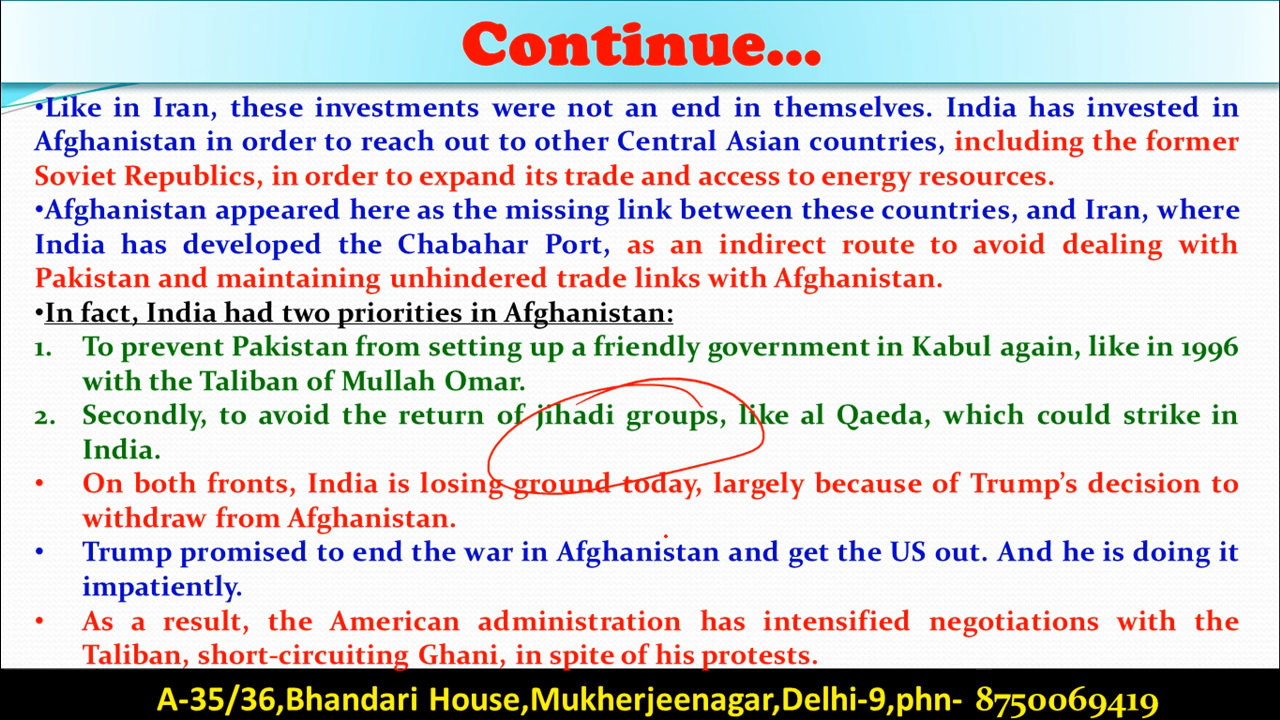 Continue...
•Like in Iran, these investments were not an end in themselves. India has invested in
Afghanistan in order to reach out to other Central Asian countries, including the former
Soviet Republics, in order to expand its trade and access to energy resources.
•Afghanistan appeared here as the missing link between these countries, and Iran, where
India has developed the Chabahar Port, as an indirect route to avoid dealing with
Pakistan and maintaining unhindered trade links with Afghanistan.
•In fact, India had two priorities in Afghanistan:
1. To prevent Pakistan from setting up a friendly government in Kabul again, like in 1996
with the Taliban of Mullah Omar.
2. Secondly, to avoid the return of jihadi groups, like al Qaeda, which could strike in
India.
• On both fronts, India is losing ground today, largely because of Trump's decision to
withdraw from Afghanistan.
• Trump promised to end the war in Afghanistan and get the US out. And he is doing it
impatiently.
• As a result, the American administration has intensified negotiations with the
Taliban, short-circuiting Ghani, in spite of his protests.
A-35/36,Bhandari House,Mukherjeenagar,Delhi-9,phn- 8750069419